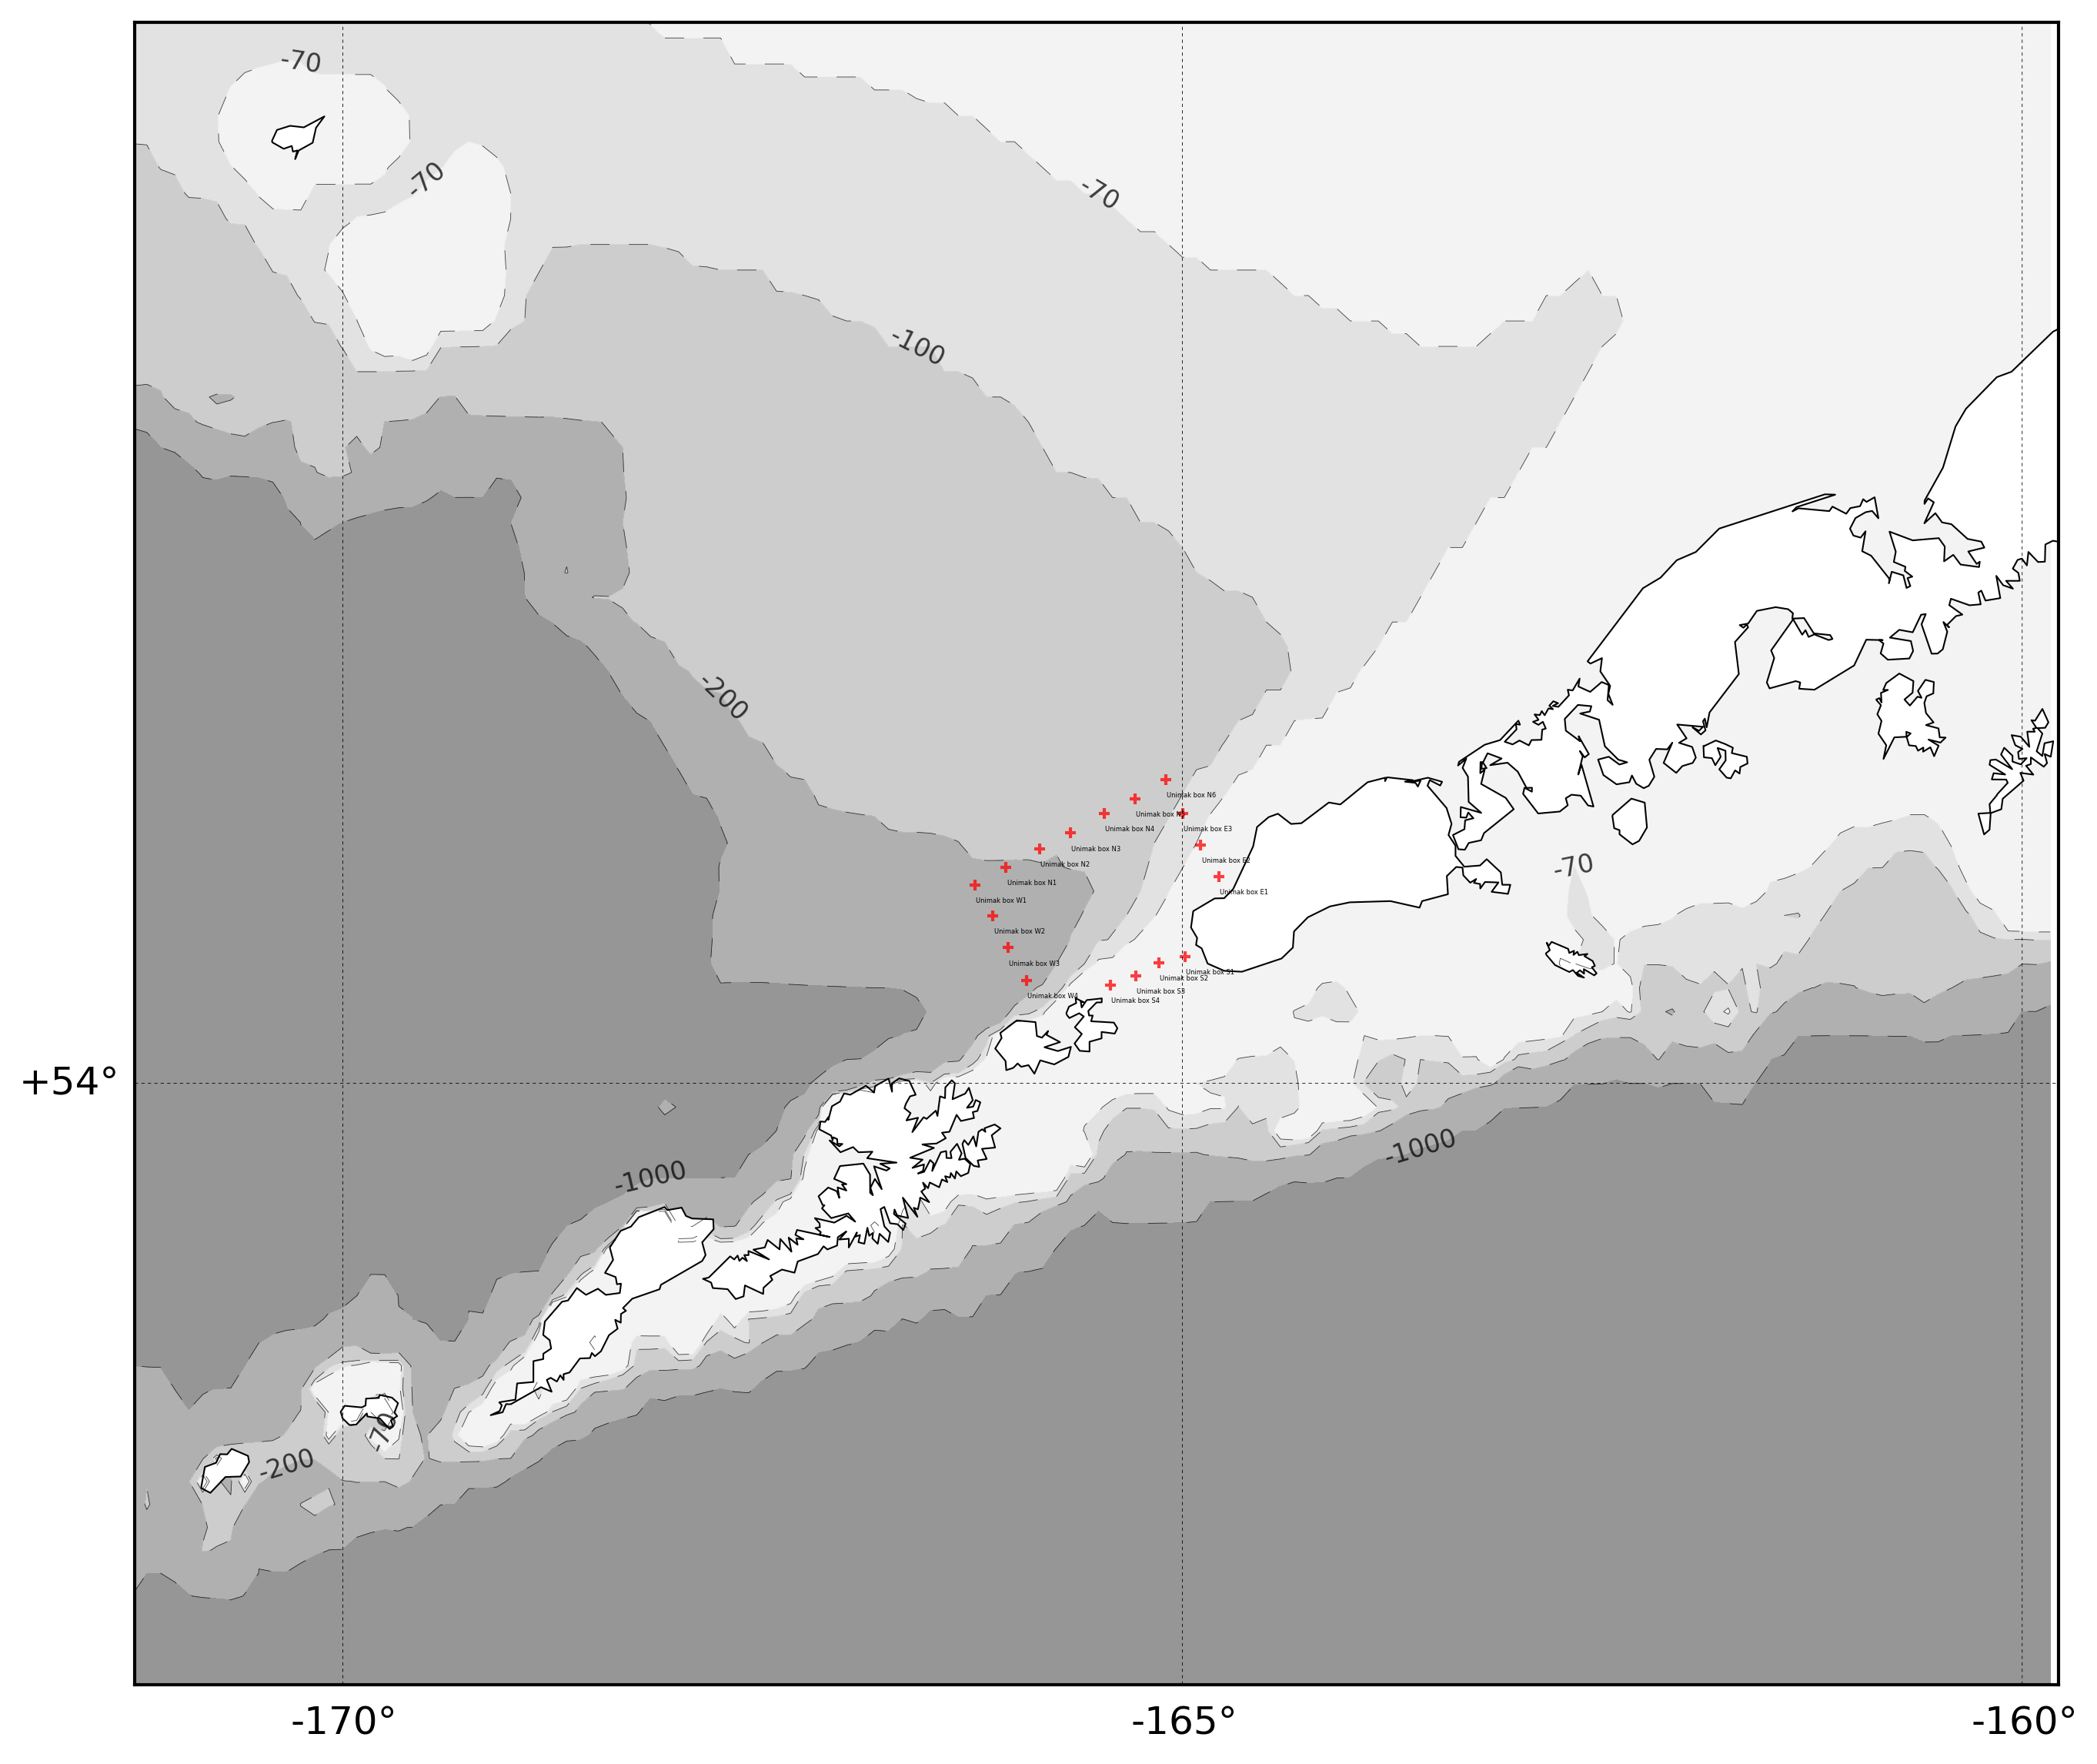 -70
-70
-70
-100
-200
Unimak box N6
Unimak box N5
Unimak box N4
Unimak box E3
Unimak box N3
Unimak box E2
Unimak box N2
-70
Unimak box N1
Unimak box E1
Unimak box W1
Unimak box W2
Unimak box W3
Unimak box S1
Unimak box S2
Unimak box S3
Unimak box W4
Unimak box S4
+54°
-1000
-1000
-70
-200
-170°
-165°
-160°